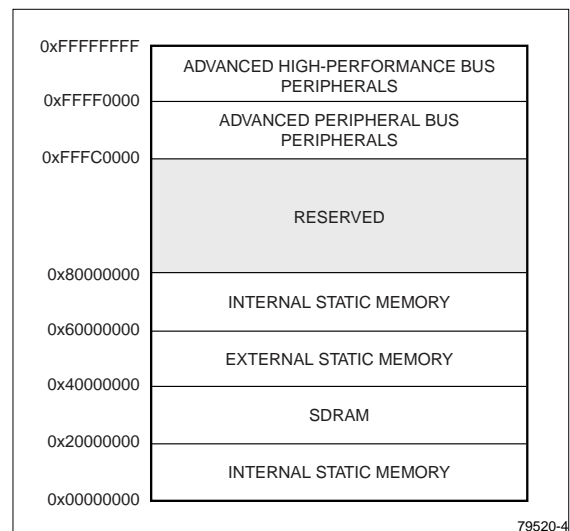 0xFFFFFFFF
ADVANCED HIGH-PERFORMANCE BUS
PERIPHERALS
0xFFFF0000
ADVANCED PERIPHERAL BUS
PERIPHERALS
0xFFFC0000
RESERVED
0x80000000
INTERNAL STATIC MEMORY
0x60000000
EXTERNAL STATIC MEMORY
0x40000000
SDRAM
0x20000000
INTERNAL STATIC MEMORY
0x00000000
79520-4